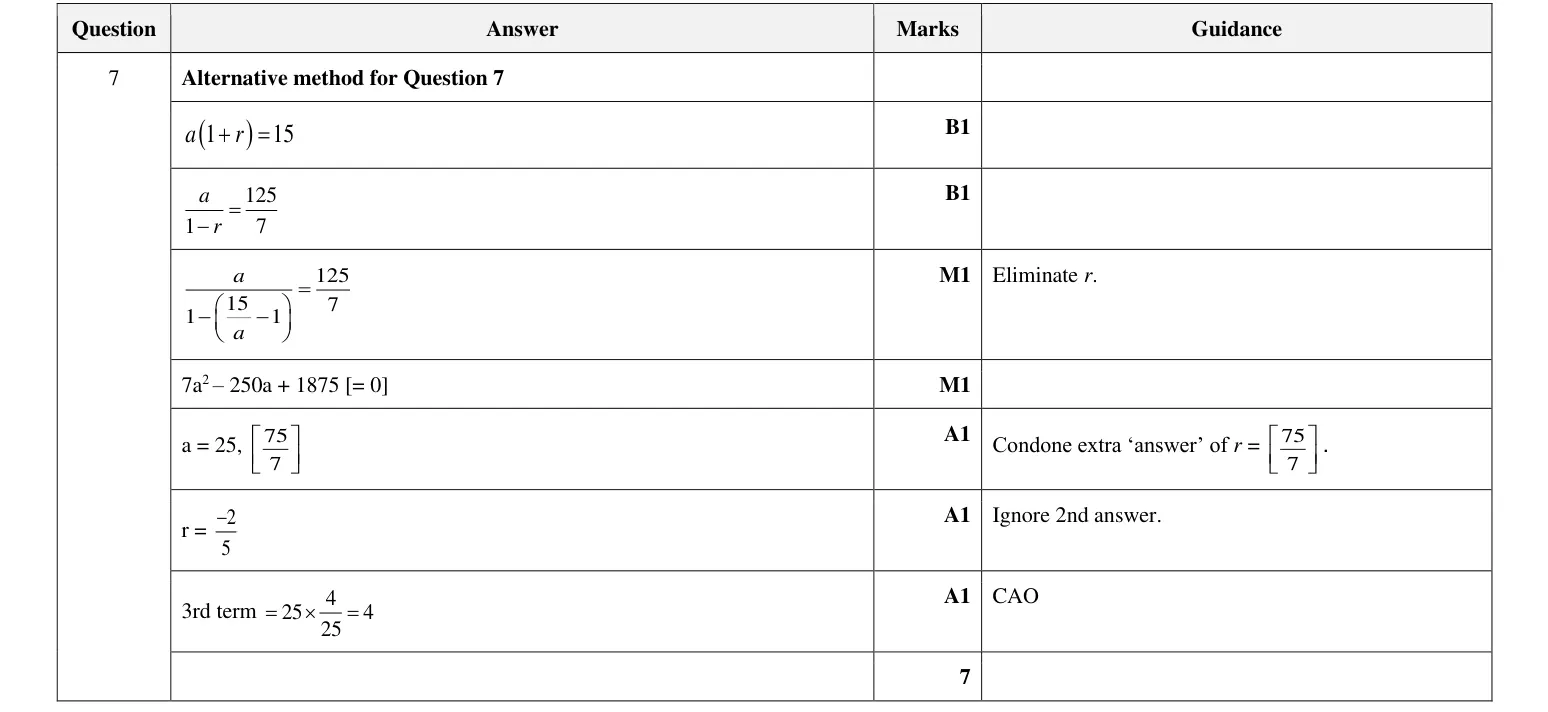 Question Answer Marks Guidance
7 Alternative method for Question 7
a(1 + r) = 15 B1
a/(1 − r) = 125/7 B1
a/(1 − (15/a − 1)) = 125/7 M1 Eliminate r.
7a² – 250a + 1875 [= 0] M1
a = 25, [75/7] A1 Condone extra ‘answer’ of r = [75/7].
r = −2/5 A1 Ignore 2nd answer.
3rd term = 25 × 4/25 = 4 A1 CAO
7